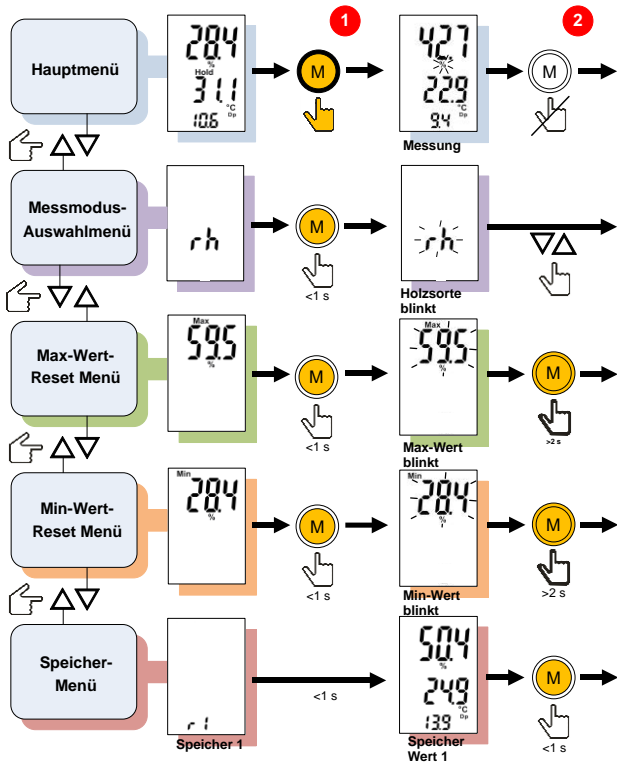 1
2
Hauptmenü
28.4
%
Hold
31.1
°C
Dp
10.6
M
42.7
%
22.9
°C
Dp
9.4
Messung
M
Messmodus-
Auswahlmenü
rh
M
<1 s
rh
Holzsorte
blinkt
Max-Wert-
Reset Menü
Max
59.5
%
M
<1 s
Max
59.5
%
Max-Wert
blinkt
M
>2 s
Min-Wert-
Reset Menü
Min
28.4
%
M
<1 s
Min
28.4
%
Min-Wert
blinkt
M
>2 s
Speicher-
Menü
r1
Speicher 1
<1 s
50.4
%
24.9
°C
Dp
13.9
Speicher
Wert 1
M
<1 s